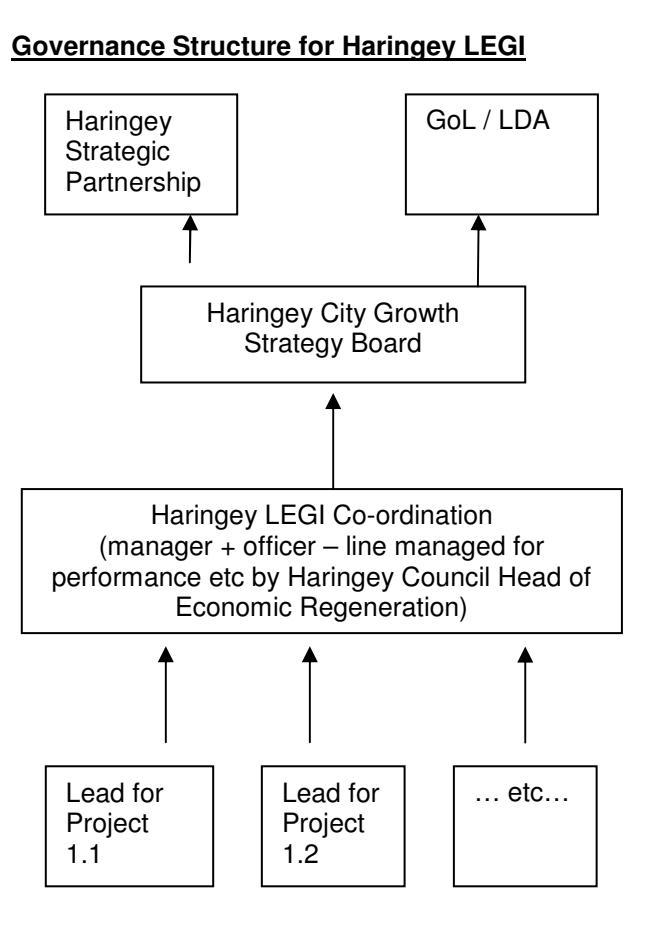 Governance Structure for Haringey LEGI
Haringey
Strategic
Partnership
GoL / LDA
Haringey City Growth
Strategy Board
Haringey LEGI Co-ordination
(manager + officer – line managed for
performance etc by Haringey Council Head of
Economic Regeneration)
Lead for
Project
1.1
Lead for
Project
1.2
… etc…